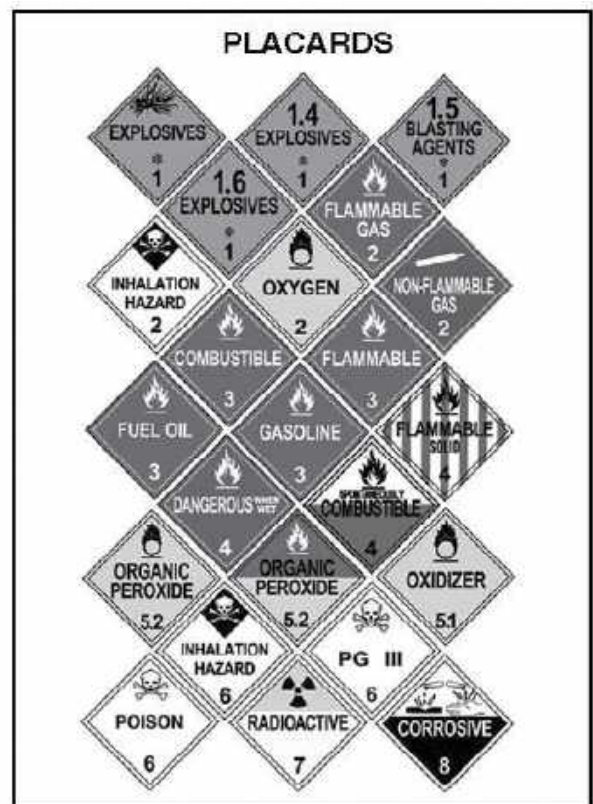 PLACARDS
EXPLOSIVES
*
1
1.4
EXPLOSIVES
*
1
1.5
BLASTING
AGENTS
*
1
1.6
EXPLOSIVES
*
1
FLAMMABLE
GAS
2
INHALATION
HAZARD
2
OXYGEN
2
NON-FLAMMABLE
GAS
2
COMBUSTIBLE
3
FLAMMABLE
3
FUEL OIL
3
GASOLINE
3
FLAMMABLE
SOLID
4
DANGEROUS WHEN
WET
4
SPONTANEOUSLY
COMBUSTIBLE
4
ORGANIC
PEROXIDE
5.2
ORGANIC
PEROXIDE
5.2
OXIDIZER
5.1
INHALATION
HAZARD
6
PG III
6
POISON
6
RADIOACTIVE
7
CORROSIVE
8